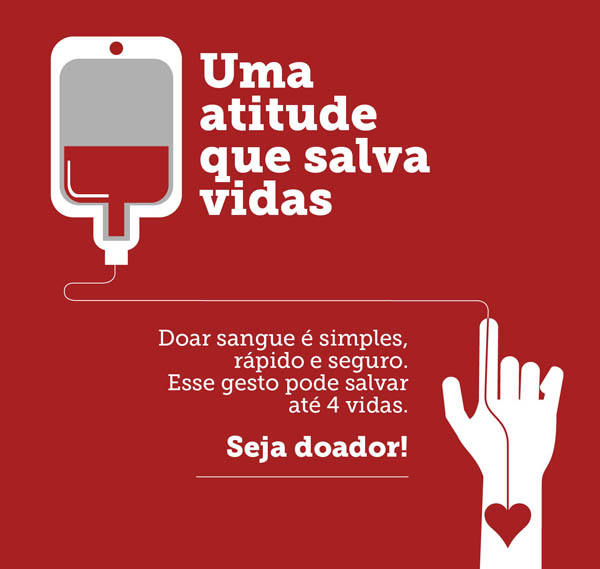 Uma
atitude
que salva
vidas
Doar sangue é simples,
rápido e seguro.
Esse gesto pode salvar
até 4 vidas.
Seja doador!